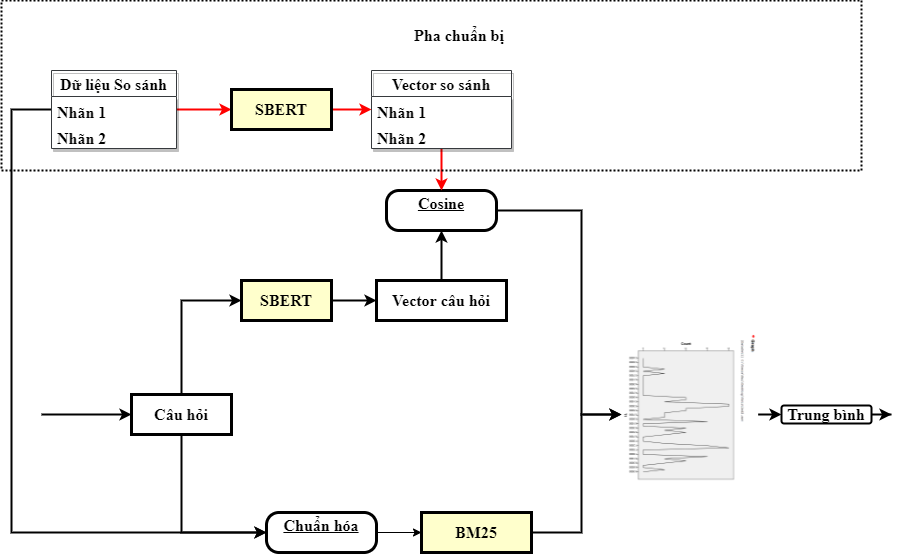 Pha chuẩn bị
Dữ liệu So sánh
Nhãn 1
Nhãn 2
SBERT
Vector so sánh
Nhãn 1
Nhãn 2
Cosine
SBERT
Vector câu hỏi
Câu hỏi
Trung bình
Chuẩn hóa
BM25